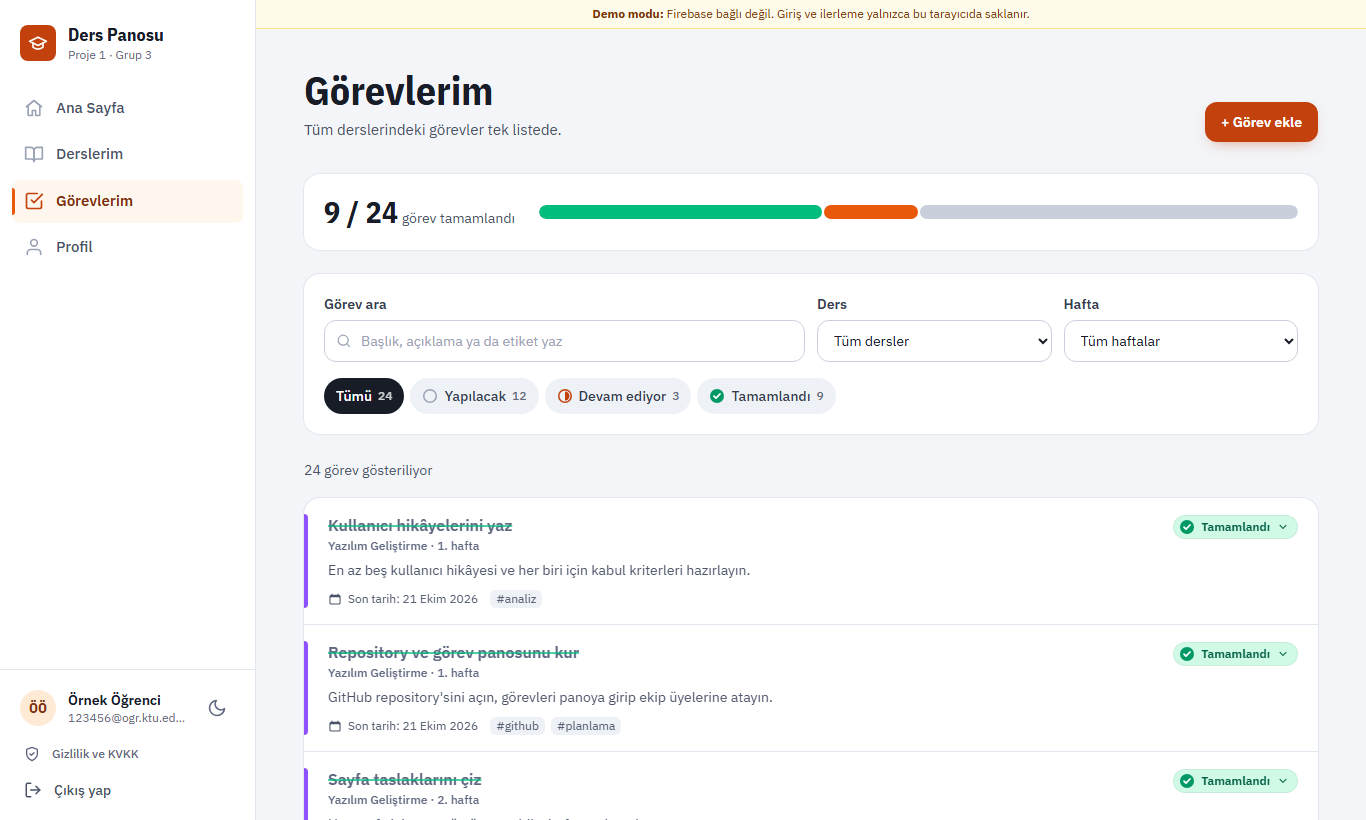 Demo modu: Firebase bağlı değil. Giriş ve ilerleme yalnızca bu tarayıcıda saklanır.
Ders Panosu
Proje 1 · Grup 3
Ana Sayfa
Derslerim
Görevlerim
Profil
ÖÖ
Örnek Öğrenci
123456@ogr.ktu.ed...
Gizlilik ve KVKK
Çıkış yap
Görevlerim
Tüm derslerindeki görevler tek listede.
+ Görev ekle
9 / 24 görev tamamlandı
Görev ara
Ders
Hafta
Başlık, açıklama ya da etiket yaz
Tüm dersler
Tüm haftalar
Tümü 24
Yapılacak 12
Devam ediyor 3
Tamamlandı 9
24 görev gösteriliyor
Kullanıcı hikâyelerini yaz
Tamamlandı
Yazılım Geliştirme · 1. hafta
En az beş kullanıcı hikâyesi ve her biri için kabul kriterleri hazırlayın.
Son tarih: 21 Ekim 2026 #analiz
Repository ve görev panosunu kur
Tamamlandı
Yazılım Geliştirme · 1. hafta
GitHub repository'sini açın, görevleri panoya girip ekip üyelerine atayın.
Son tarih: 21 Ekim 2026 #github #planlama
Sayfa taslaklarını çiz
Tamamlandı
Yazılım Geliştirme · 2. hafta